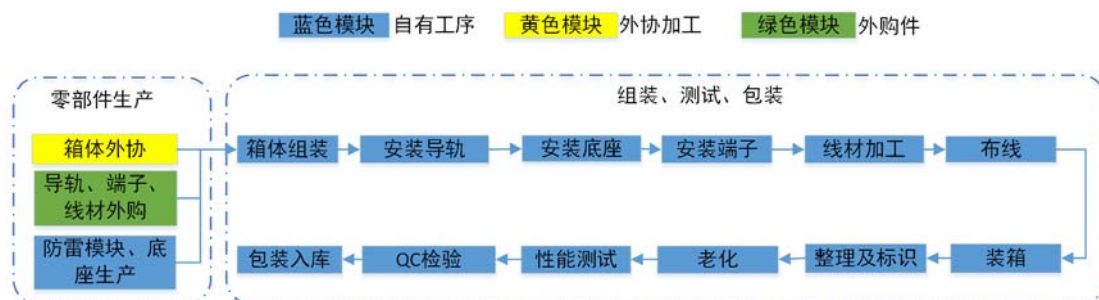 蓝色模块 自有工序 黄色模块 外协加工 绿色模块 外购件
零部件生产
组装、测试、包装
箱体外协
导轨、端子、
线材外购
防雷模块、底
座生产
箱体组装 安装导轨 安装底座 安装端子 线材加工 布线
包装入库 QC检验 性能测试 老化 整理及标识 装箱